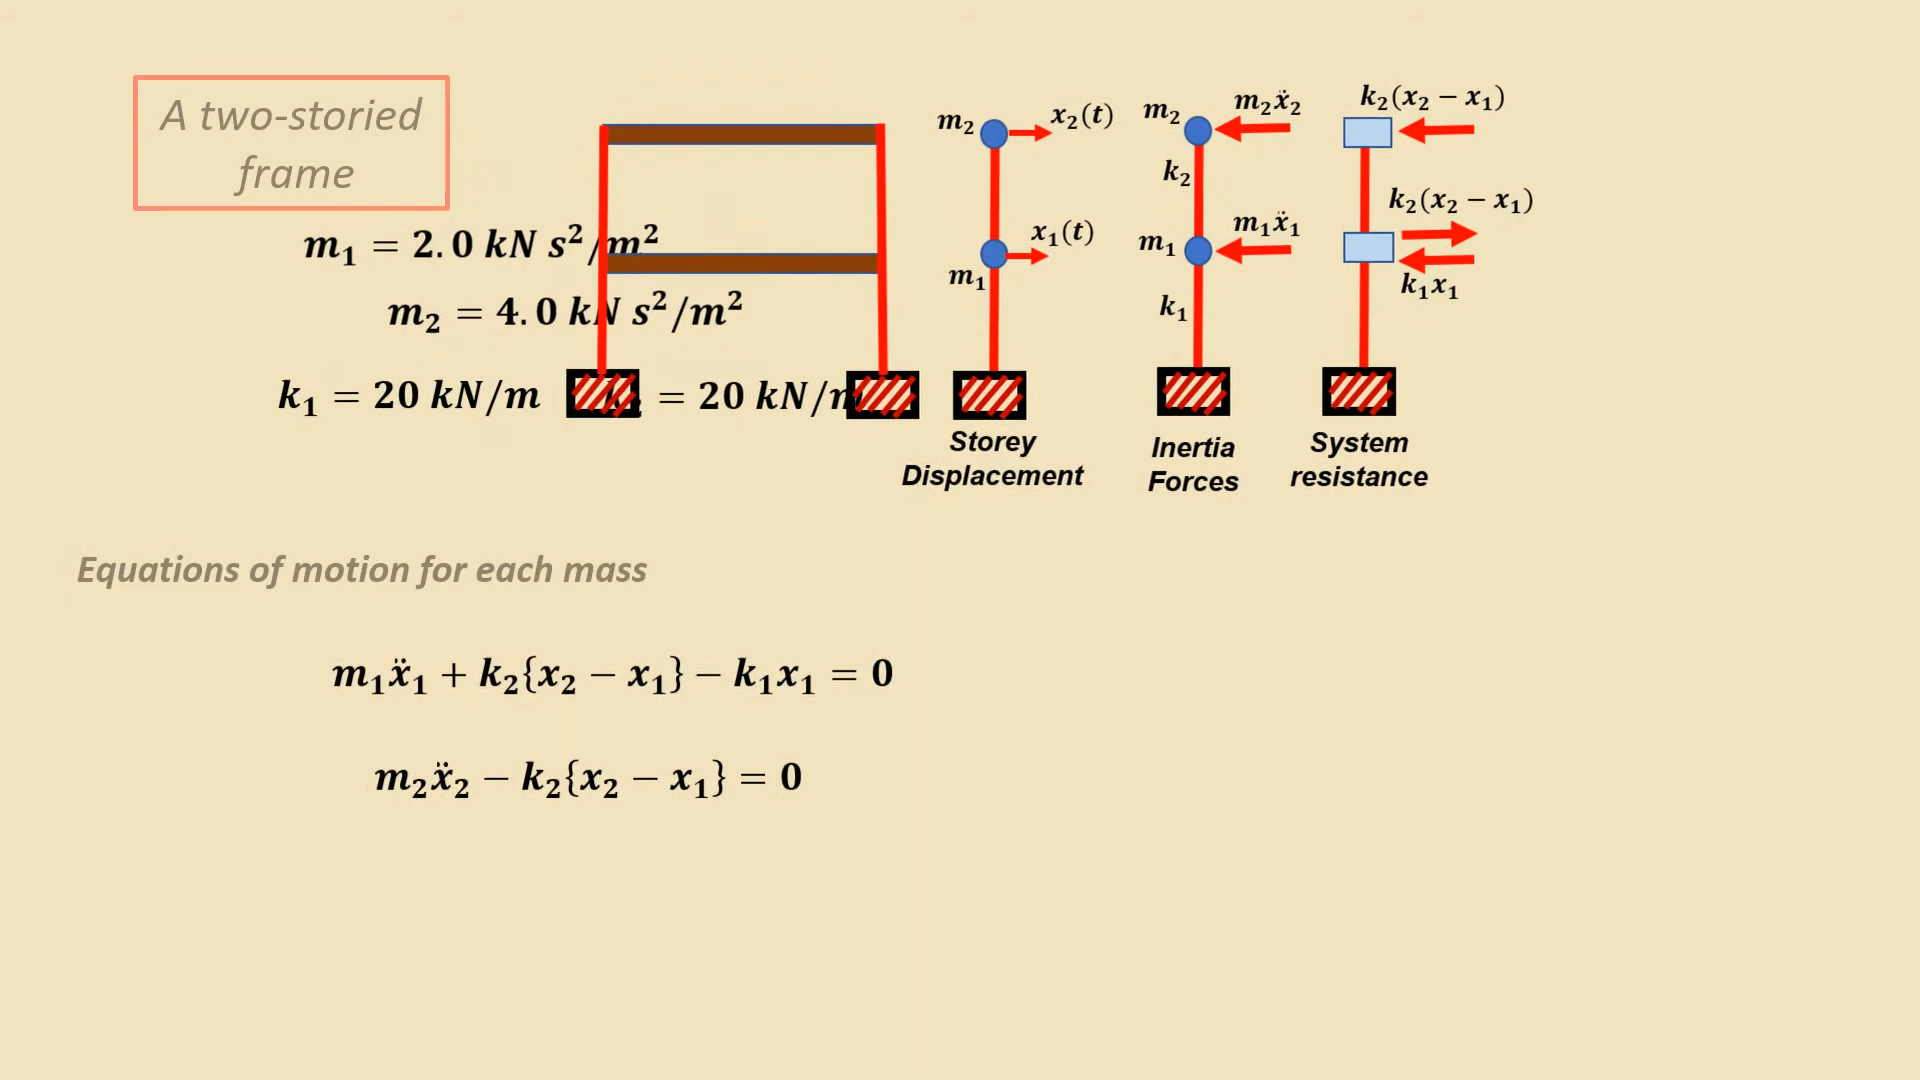 A two-storied
frame
m₁ = 2.0 kN s²/m²
m₂ = 4.0 kN s²/m²
k₁ = 20 kN/m
= 20 kN/m
m₂
x₂(t)
x₁(t)
m₁
Storey
Displacement
m₂
m₂ẍ₂
k₂
m₁ẍ₁
m₁
k₁
Inertia
Forces
k₂(x₂ − x₁)
k₂(x₂ − x₁)
k₁x₁
System
resistance
Equations of motion for each mass
m₁ẍ₁ + k₂{x₂ − x₁} − k₁x₁ = 0
m₂ẍ₂ − k₂{x₂ − x₁} = 0